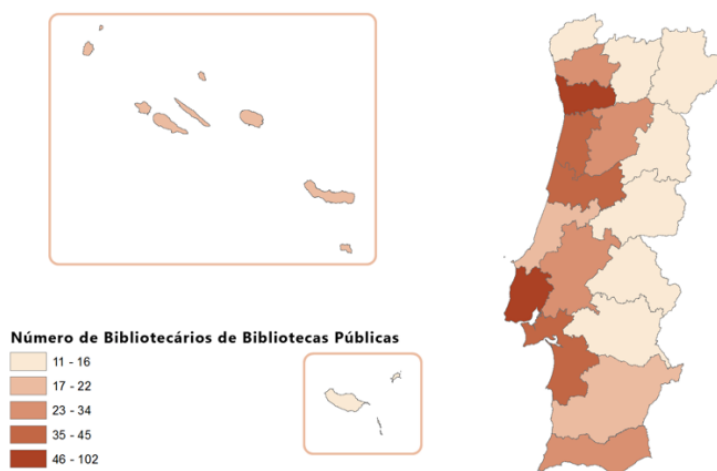 Número de Bibliotecários de Bibliotecas Públicas
11 - 16
17 - 22
23 - 34
35 - 45
46 - 102